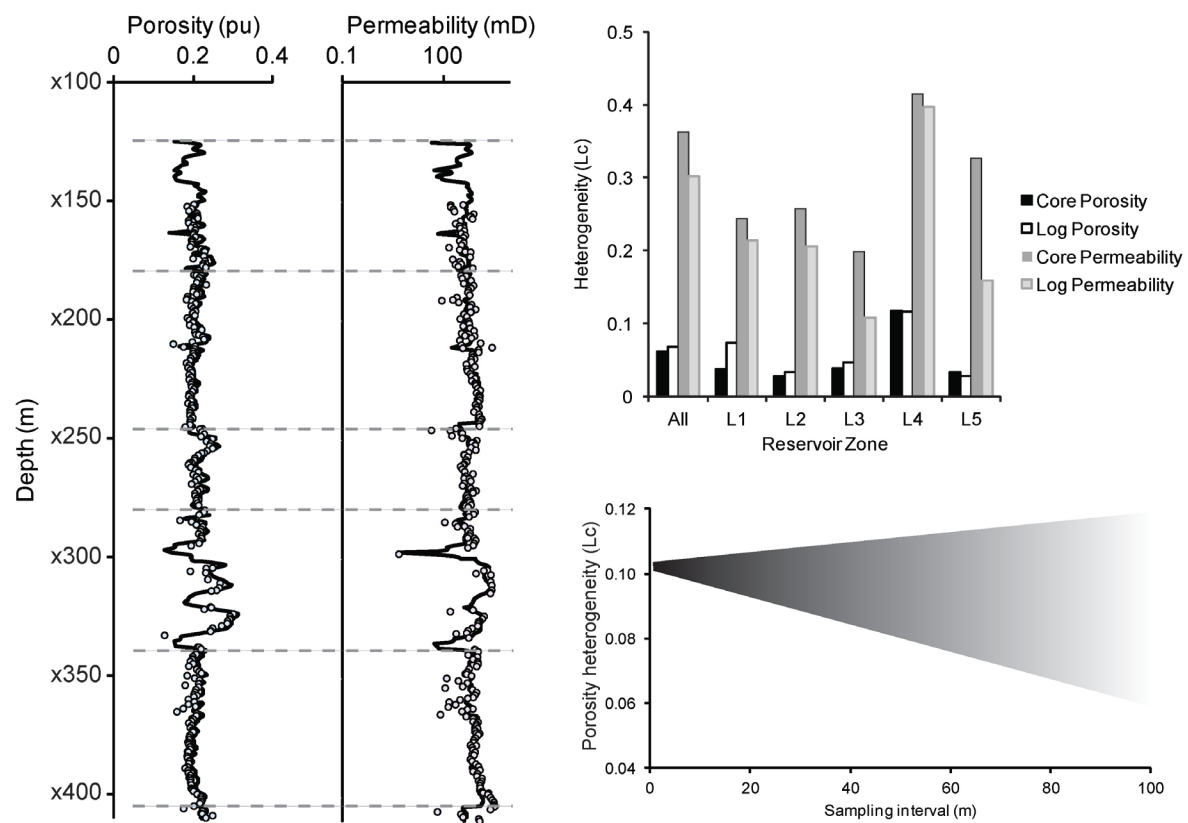 Porosity (pu)
0 0.2 0.4
Permeability (mD)
0.1 100
Depth (m)
x100
x150
x200
x250
x300
x350
x400
Heterogeneity (Lc)
0.5
0.4
0.3
0.2
0.1
0
All L1 L2 L3 L4 L5
Reservoir Zone
Core Porosity
Log Porosity
Core Permeability
Log Permeability
Porosity heterogeneity (Lc)
0.12
0.10
0.08
0.06
0.04
0 20 40 60 80 100
Sampling interval (m)